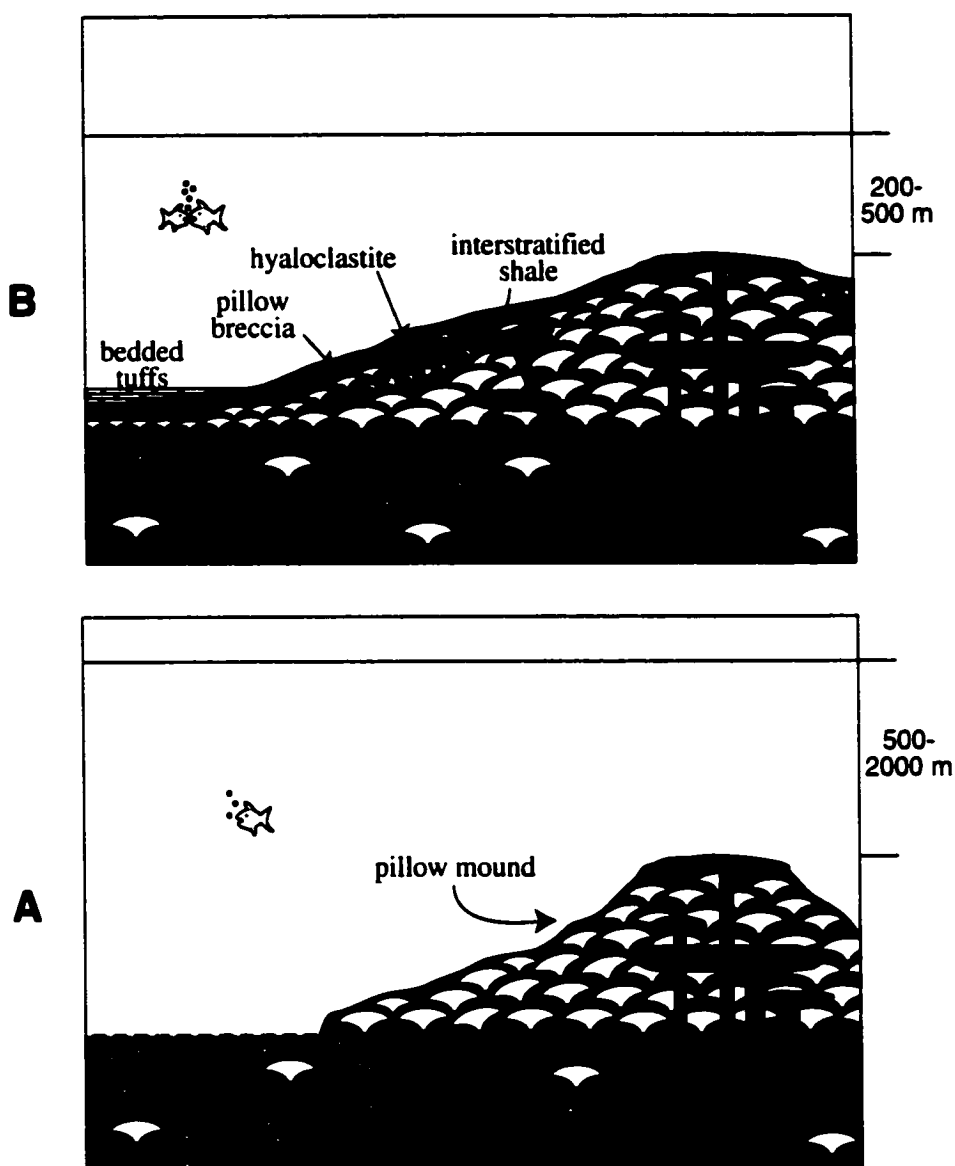 200-
500 m
interstratified
shale
hyaloclastite
B
pillow
breccia
bedded
tuffs
500-
2000 m
pillow mound
A